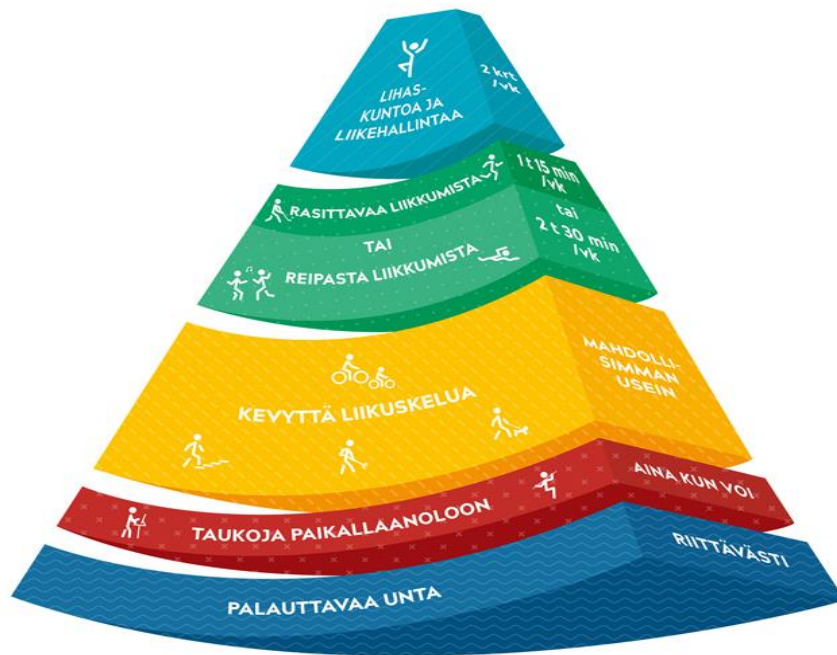 LIHAS-
KUNTOA JA
LIIKEHALLINTAA
2 krt
/vk
RASITTAVAA LIIKKUMISTA
1 t 15 min
/vk
TAI
tai
REIPASTA LIIKKUMISTA
2 t 30 min
/vk
KEVYTTÄ LIIKUSKELUA
MAHDOLLI-
SIMMAN
USEIN
TAUKOJA PAIKALLAANOLOON
AINA KUN VOI
PALAUTTAVAA UNTA
RIITTÄVÄSTI